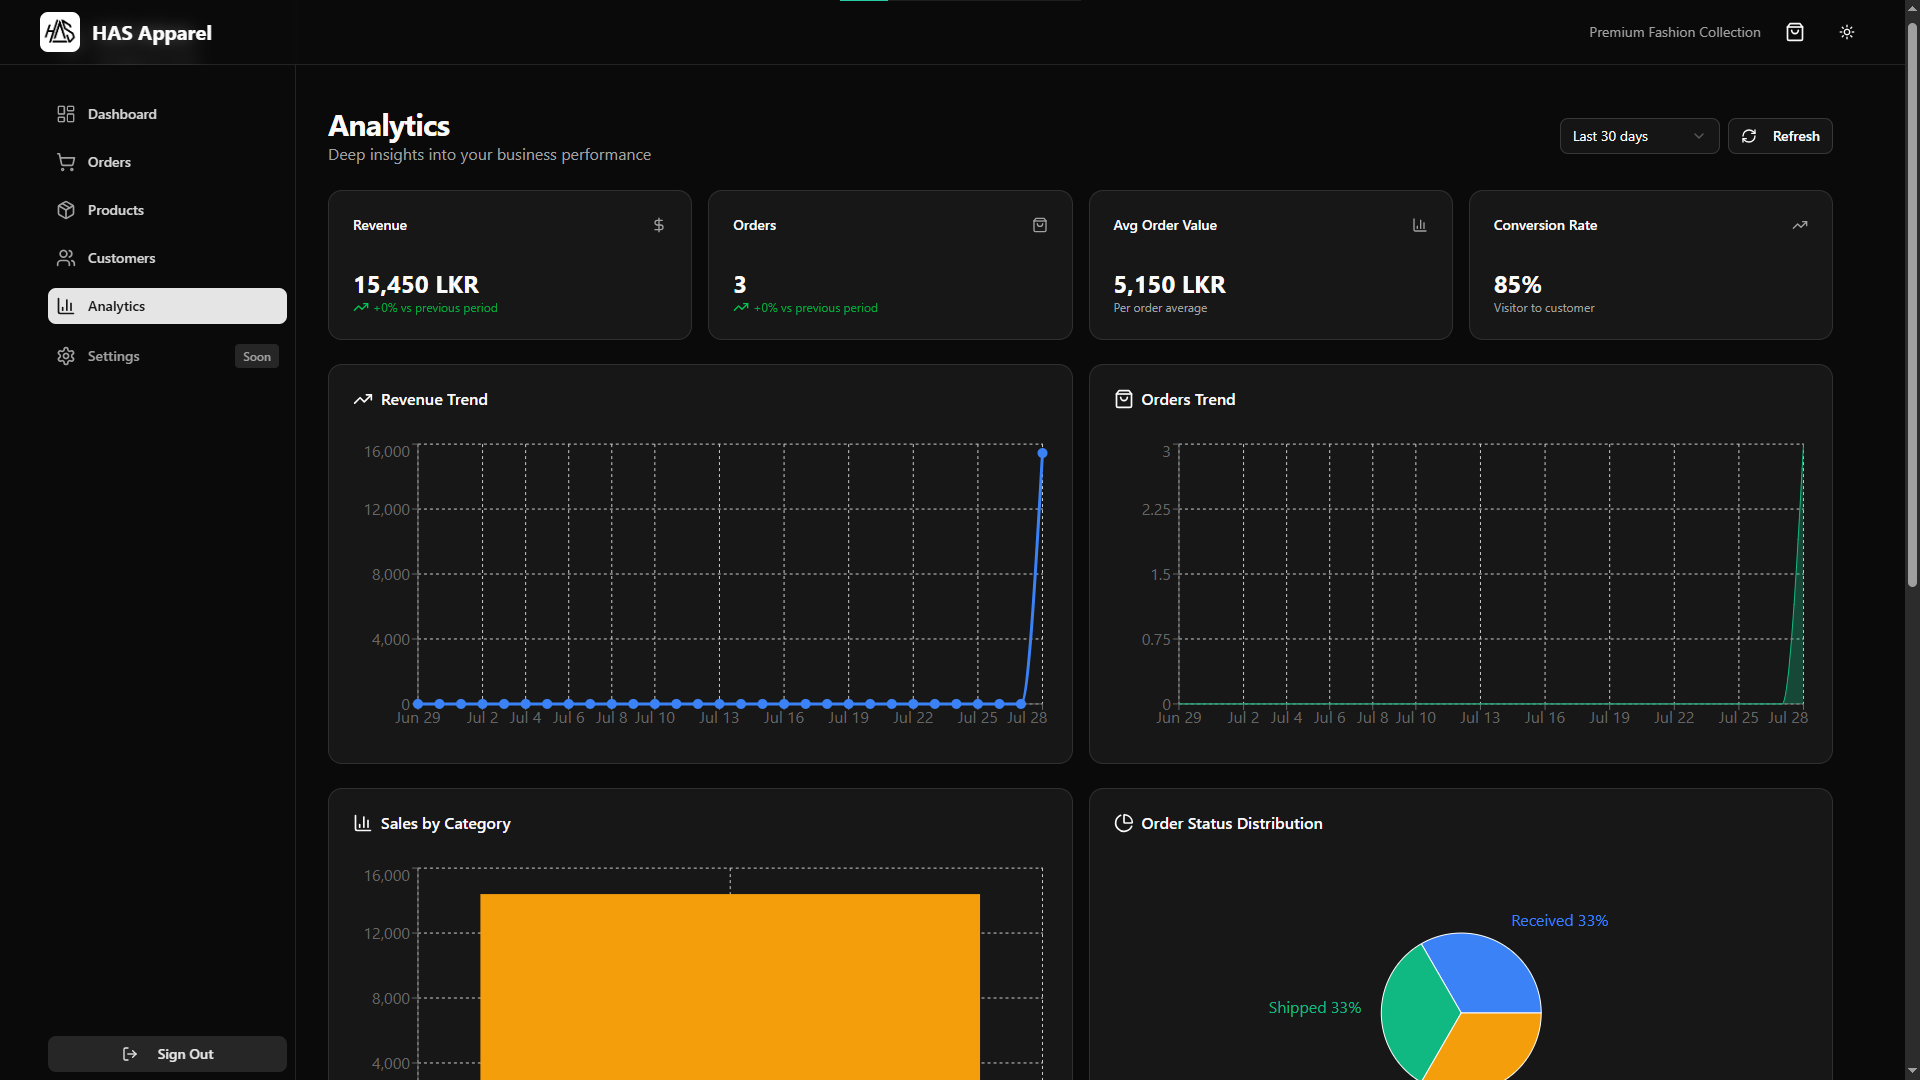 HAS
HAS Apparel
Premium Fashion Collection
Dashboard
Orders
Products
Customers
Analytics
Settings
Soon
Sign Out
Analytics
Deep insights into your business performance
Last 30 days
Refresh
Revenue
$
15,450 LKR
+0% vs previous period
Orders
3
+0% vs previous period
Avg Order Value
5,150 LKR
Per order average
Conversion Rate
85%
Visitor to customer
Revenue Trend
16,000
12,000
8,000
4,000
0
Jun 29 Jul 2 Jul 4 Jul 6 Jul 8 Jul 10 Jul 13 Jul 16 Jul 19 Jul 22 Jul 25 Jul 28
Orders Trend
3
2.25
1.5
0.75
0
Jun 29 Jul 2 Jul 4 Jul 6 Jul 8 Jul 10 Jul 13 Jul 16 Jul 19 Jul 22 Jul 25 Jul 28
Sales by Category
16,000
12,000
8,000
4,000
Order Status Distribution
Received 33%
Shipped 33%